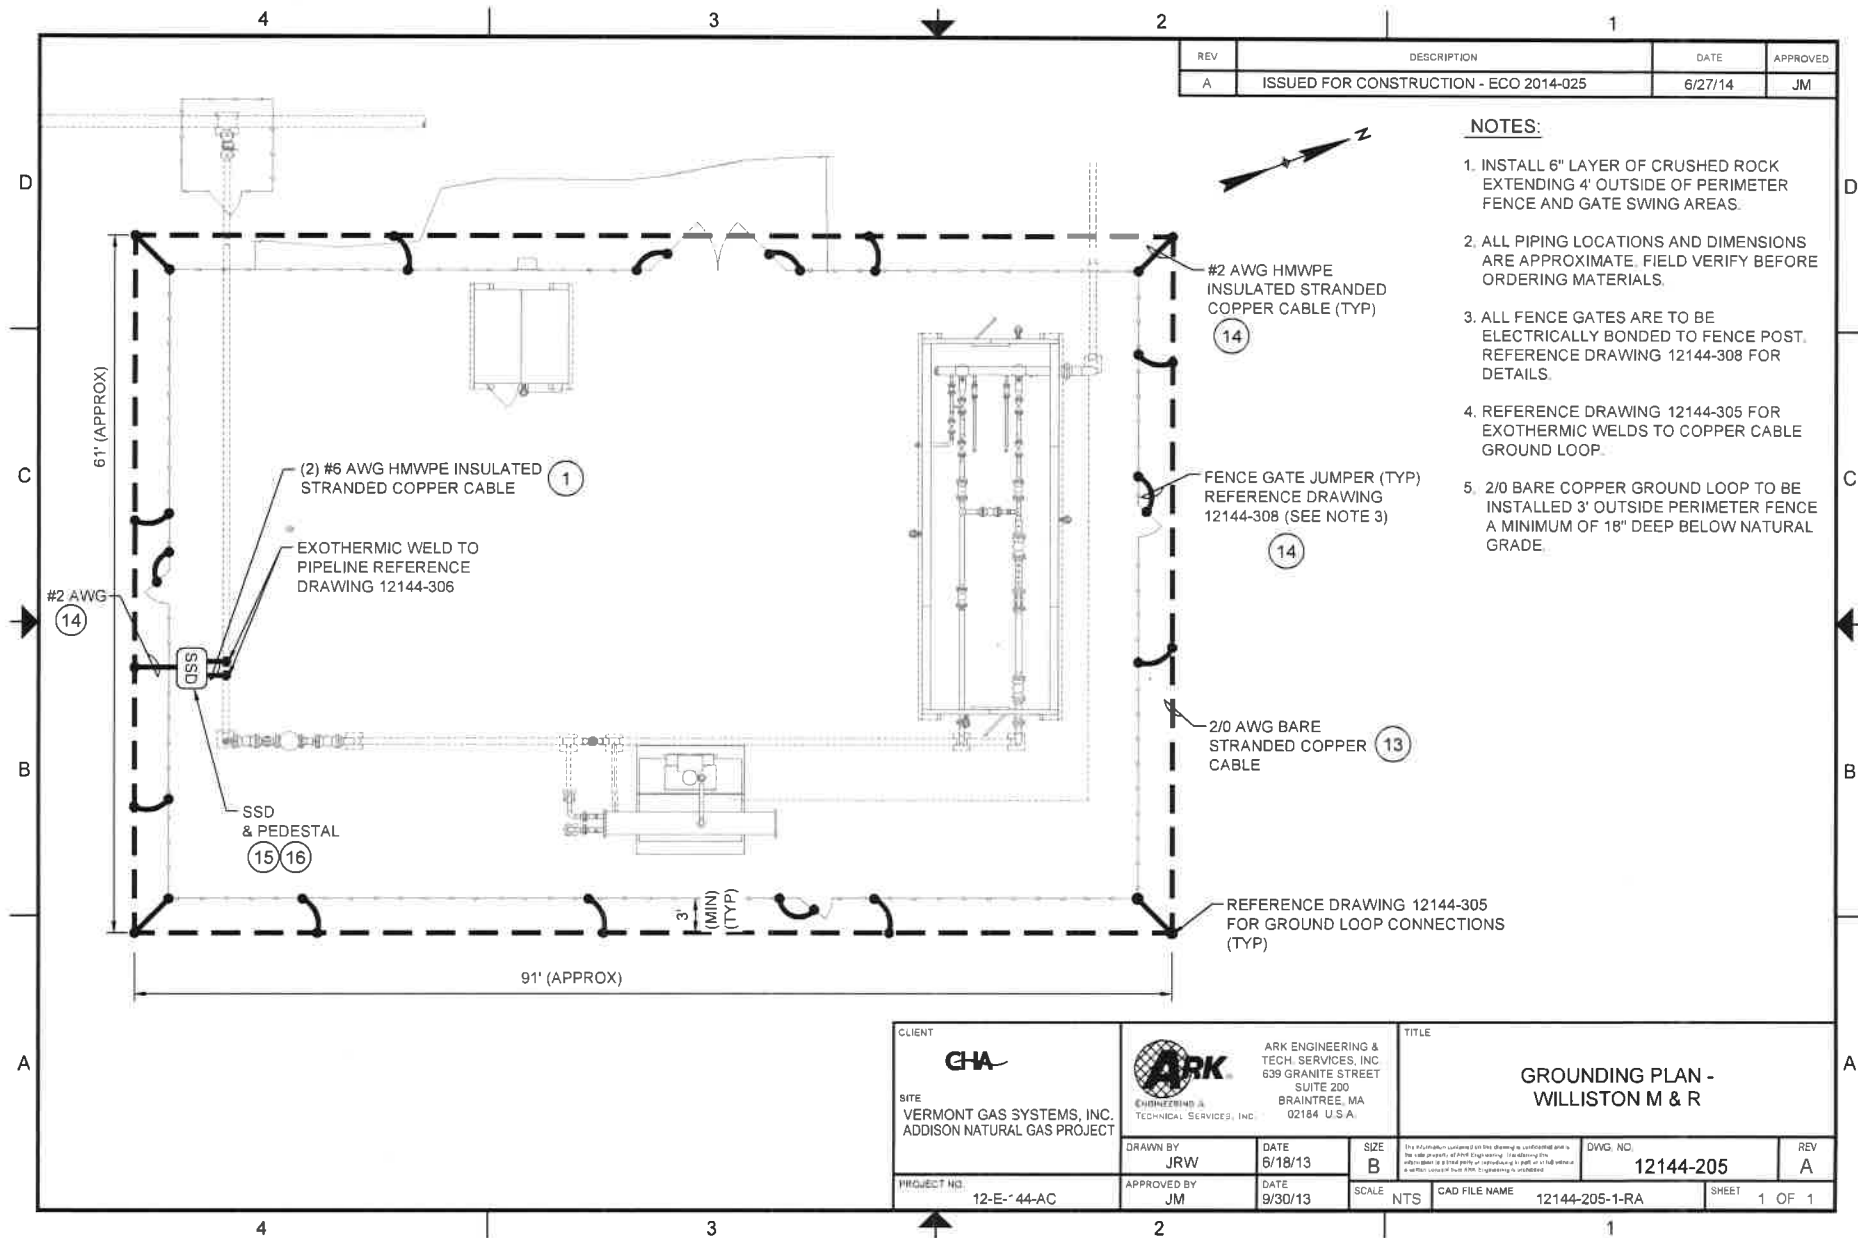 4
3
2
1
REV
DESCRIPTION
DATE
APPROVED
A
ISSUED FOR CONSTRUCTION - ECO 2014-025
6/27/14
JM
D
D
N
NOTES:
1. INSTALL 6" LAYER OF CRUSHED ROCK
EXTENDING 4' OUTSIDE OF PERIMETER
FENCE AND GATE SWING AREAS.
2. ALL PIPING LOCATIONS AND DIMENSIONS
ARE APPROXIMATE. FIELD VERIFY BEFORE
ORDERING MATERIALS.
3. ALL FENCE GATES ARE TO BE
ELECTRICALLY BONDED TO FENCE POST.
REFERENCE DRAWING 12144-308 FOR
DETAILS.
4. REFERENCE DRAWING 12144-305 FOR
EXOTHERMIC WELDS TO COPPER CABLE
GROUND LOOP.
5. 2/0 BARE COPPER GROUND LOOP TO BE
INSTALLED 3' OUTSIDE PERIMETER FENCE
A MINIMUM OF 18" DEEP BELOW NATURAL
GRADE.
#2 AWG HMWPE
INSULATED STRANDED
COPPER CABLE (TYP)
14
61' (APPROX)
C
C
(2) #6 AWG HMWPE INSULATED
STRANDED COPPER CABLE
1
FENCE GATE JUMPER (TYP)
REFERENCE DRAWING
12144-308 (SEE NOTE 3)
14
EXOTHERMIC WELD TO
PIPELINE REFERENCE
DRAWING 12144-306
#2 AWG
14
SSD
2/0 AWG BARE
STRANDED COPPER
CABLE
13
B
B
SSD
& PEDESTAL
15
16
3'
(MIN)
(TYP)
REFERENCE DRAWING 12144-305
FOR GROUND LOOP CONNECTIONS
(TYP)
91' (APPROX)
A
A
CLIENT
CHA
SITE
VERMONT GAS SYSTEMS, INC.
ADDISON NATURAL GAS PROJECT
PROJECT NO.
12-E-144-AC
ARK
ENGINEERING &
TECHNICAL SERVICES, INC.
ARK ENGINEERING &
TECH. SERVICES, INC.
639 GRANITE STREET
SUITE 200
BRAINTREE, MA
02184 U.S.A.
TITLE
GROUNDING PLAN -
WILLISTON M & R
DRAWN BY
JRW
DATE
6/18/13
SIZE
B
DWG. NO.
12144-205
REV
A
APPROVED BY
JM
DATE
9/30/13
SCALE NTS
CAD FILE NAME 12144-205-1-RA
SHEET 1 OF 1
4
3
2
1